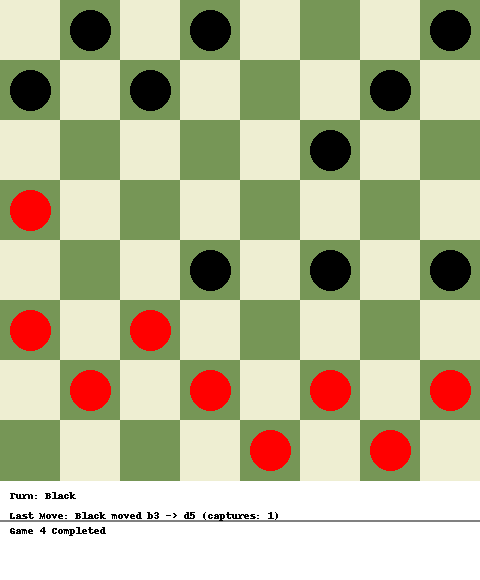 Turn: Black
Last Move: Black moved b3 -> d5 (captures: 1)
Game 4 Completed